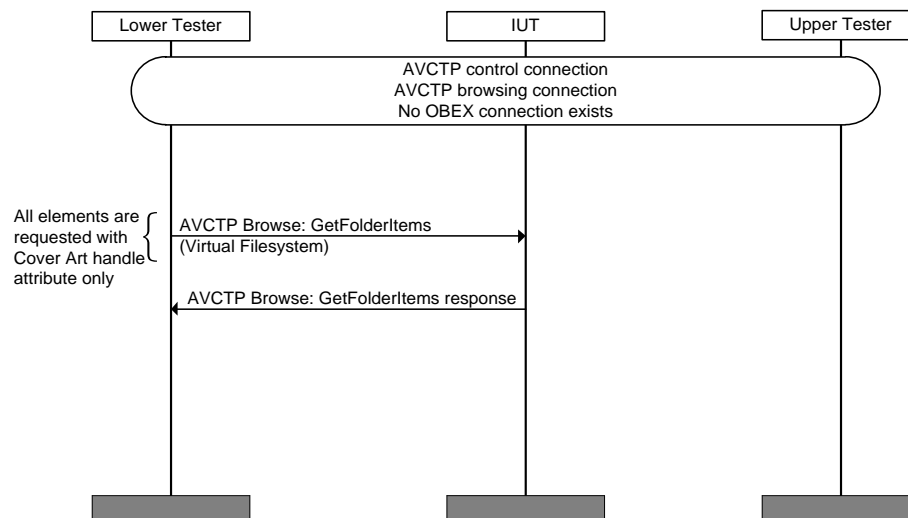 Lower Tester
IUT
Upper Tester
AVCTP control connection
AVCTP browsing connection
No OBEX connection exists
All elements are
requested with
Cover Art handle
attribute only
AVCTP Browse: GetFolderItems
(Virtual Filesystem)
AVCTP Browse: GetFolderItems response